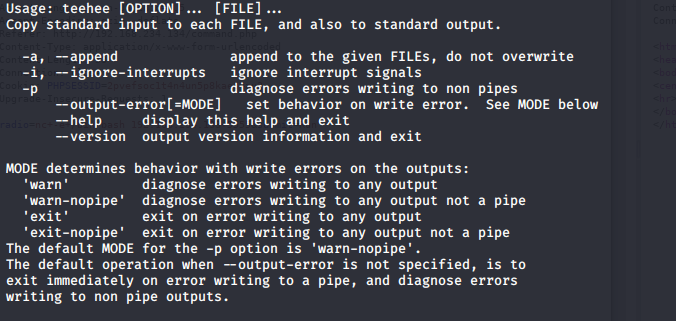 Usage: teehee [OPTION]... [FILE]...
Copy standard input to each FILE, and also to standard output.
-a, --append append to the given FILEs, do not overwrite
-i, --ignore-interrupts ignore interrupt signals
-p diagnose errors writing to non pipes
--output-error[=MODE] set behavior on write error. See MODE below
--help display this help and exit
--version output version information and exit
MODE determines behavior with write errors on the outputs:
'warn' diagnose errors writing to any output
'warn-nopipe' diagnose errors writing to any output not a pipe
'exit' exit on error writing to any output
'exit-nopipe' exit on error writing to any output not a pipe
The default MODE for the -p option is 'warn-nopipe'.
The default operation when --output-error is not specified, is to
exit immediately on error writing to a pipe, and diagnose errors
writing to non pipe outputs.